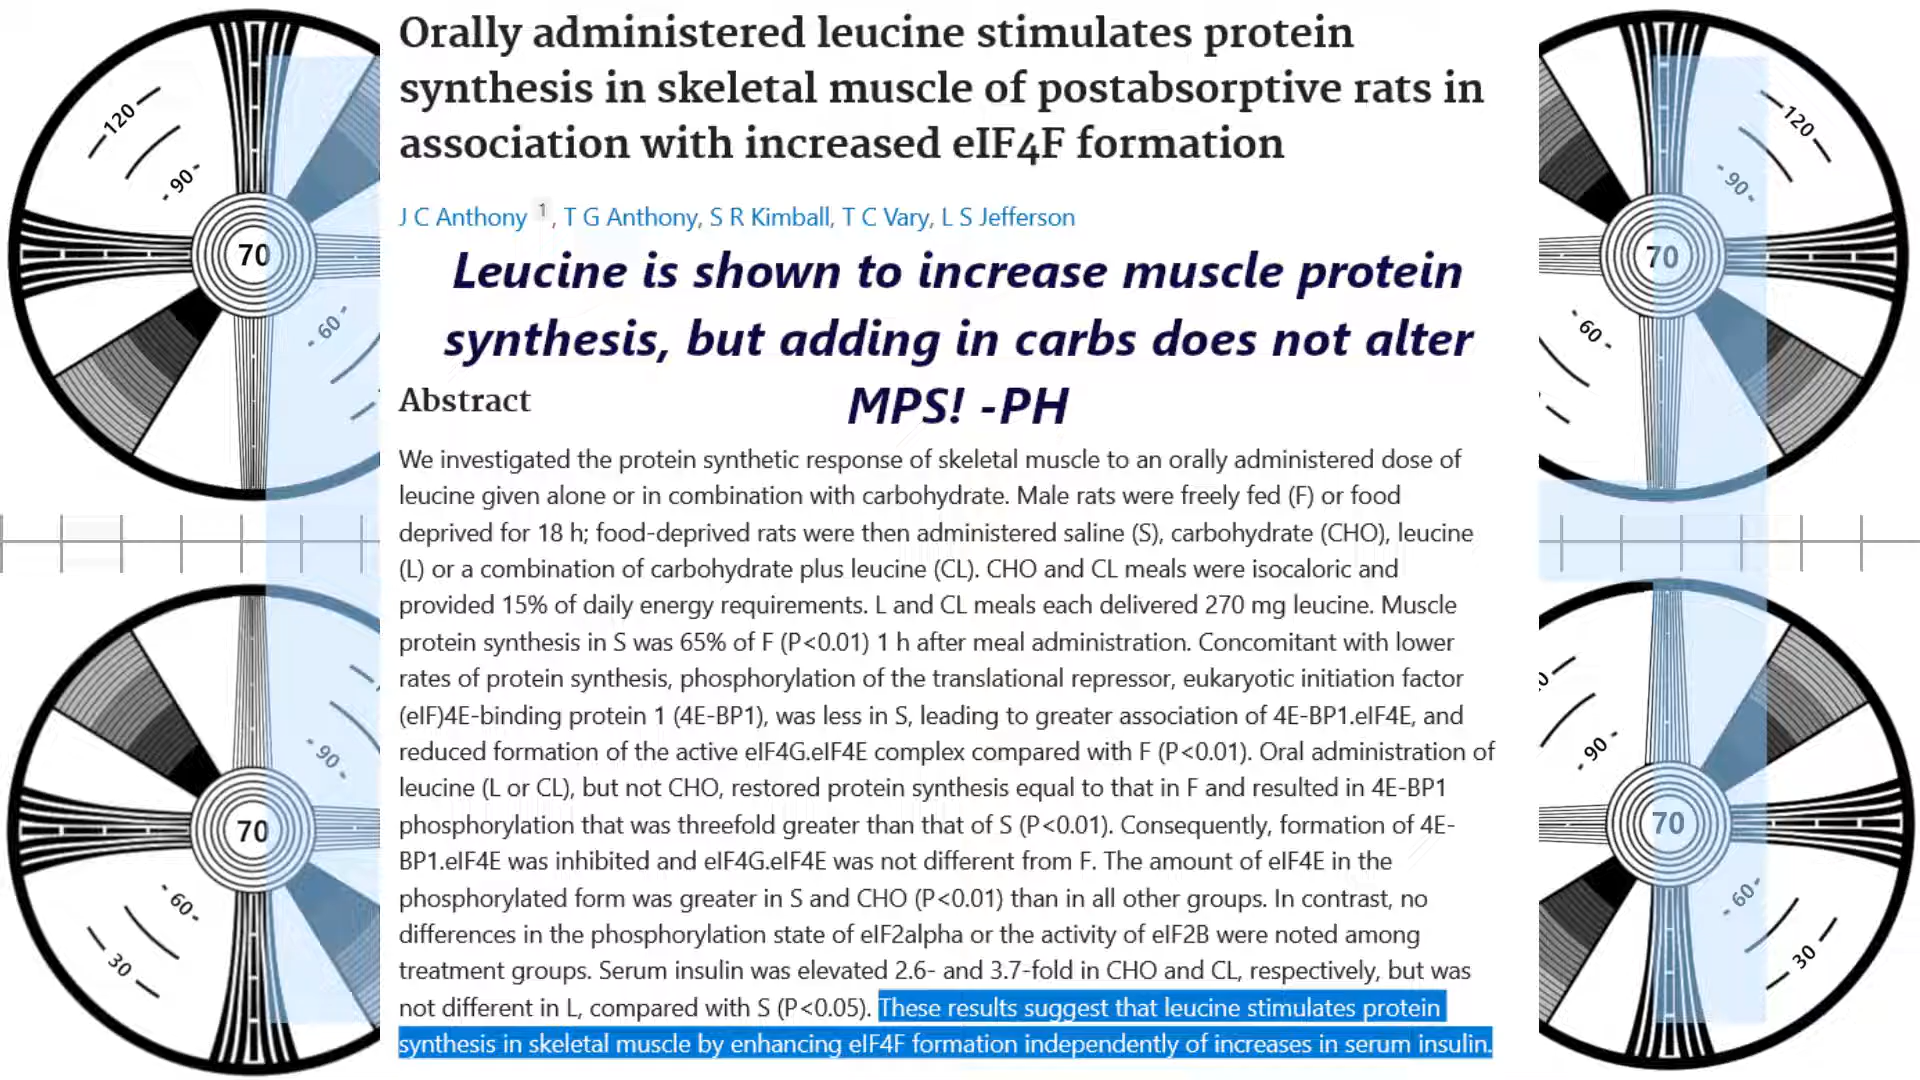 Orally administered leucine stimulates protein
synthesis in skeletal muscle of postabsorptive rats in
association with increased eIF4F formation
J C Anthony 1, T G Anthony, S R Kimball, T C Vary, L S Jefferson
Leucine is shown to increase muscle protein
synthesis, but adding in carbs does not alter
MPS! -PH
Abstract
We investigated the protein synthetic response of skeletal muscle to an orally administered dose of
leucine given alone or in combination with carbohydrate. Male rats were freely fed (F) or food
deprived for 18 h; food-deprived rats were then administered saline (S), carbohydrate (CHO), leucine
(L) or a combination of carbohydrate plus leucine (CL). CHO and CL meals were isocaloric and
provided 15% of daily energy requirements. L and CL meals each delivered 270 mg leucine. Muscle
protein synthesis in S was 65% of F (P<0.01) 1 h after meal administration. Concomitant with lower
rates of protein synthesis, phosphorylation of the translational repressor, eukaryotic initiation factor
(eIF)4E-binding protein 1 (4E-BP1), was less in S, leading to greater association of 4E-BP1.eIF4E, and
reduced formation of the active eIF4G.eIF4E complex compared with F (P<0.01). Oral administration of
leucine (L or CL), but not CHO, restored protein synthesis equal to that in F and resulted in 4E-BP1
phosphorylation that was threefold greater than that of S (P<0.01). Consequently, formation of 4E-
BP1.eIF4E was inhibited and eIF4G.eIF4E was not different from F. The amount of eIF4E in the
phosphorylated form was greater in S and CHO (P<0.01) than in all other groups. In contrast, no
differences in the phosphorylation state of eIF2alpha or the activity of eIF2B were noted among
treatment groups. Serum insulin was elevated 2.6- and 3.7-fold in CHO and CL, respectively, but was
not different in L, compared with S (P<0.05). These results suggest that leucine stimulates protein
synthesis in skeletal muscle by enhancing eIF4F formation independently of increases in serum insulin.
120
- 90 -
70
- 60 -
120
- 90 -
70
- 60 -
- 90 -
70
- 60 -
30
- 90 -
70
- 60 -
30